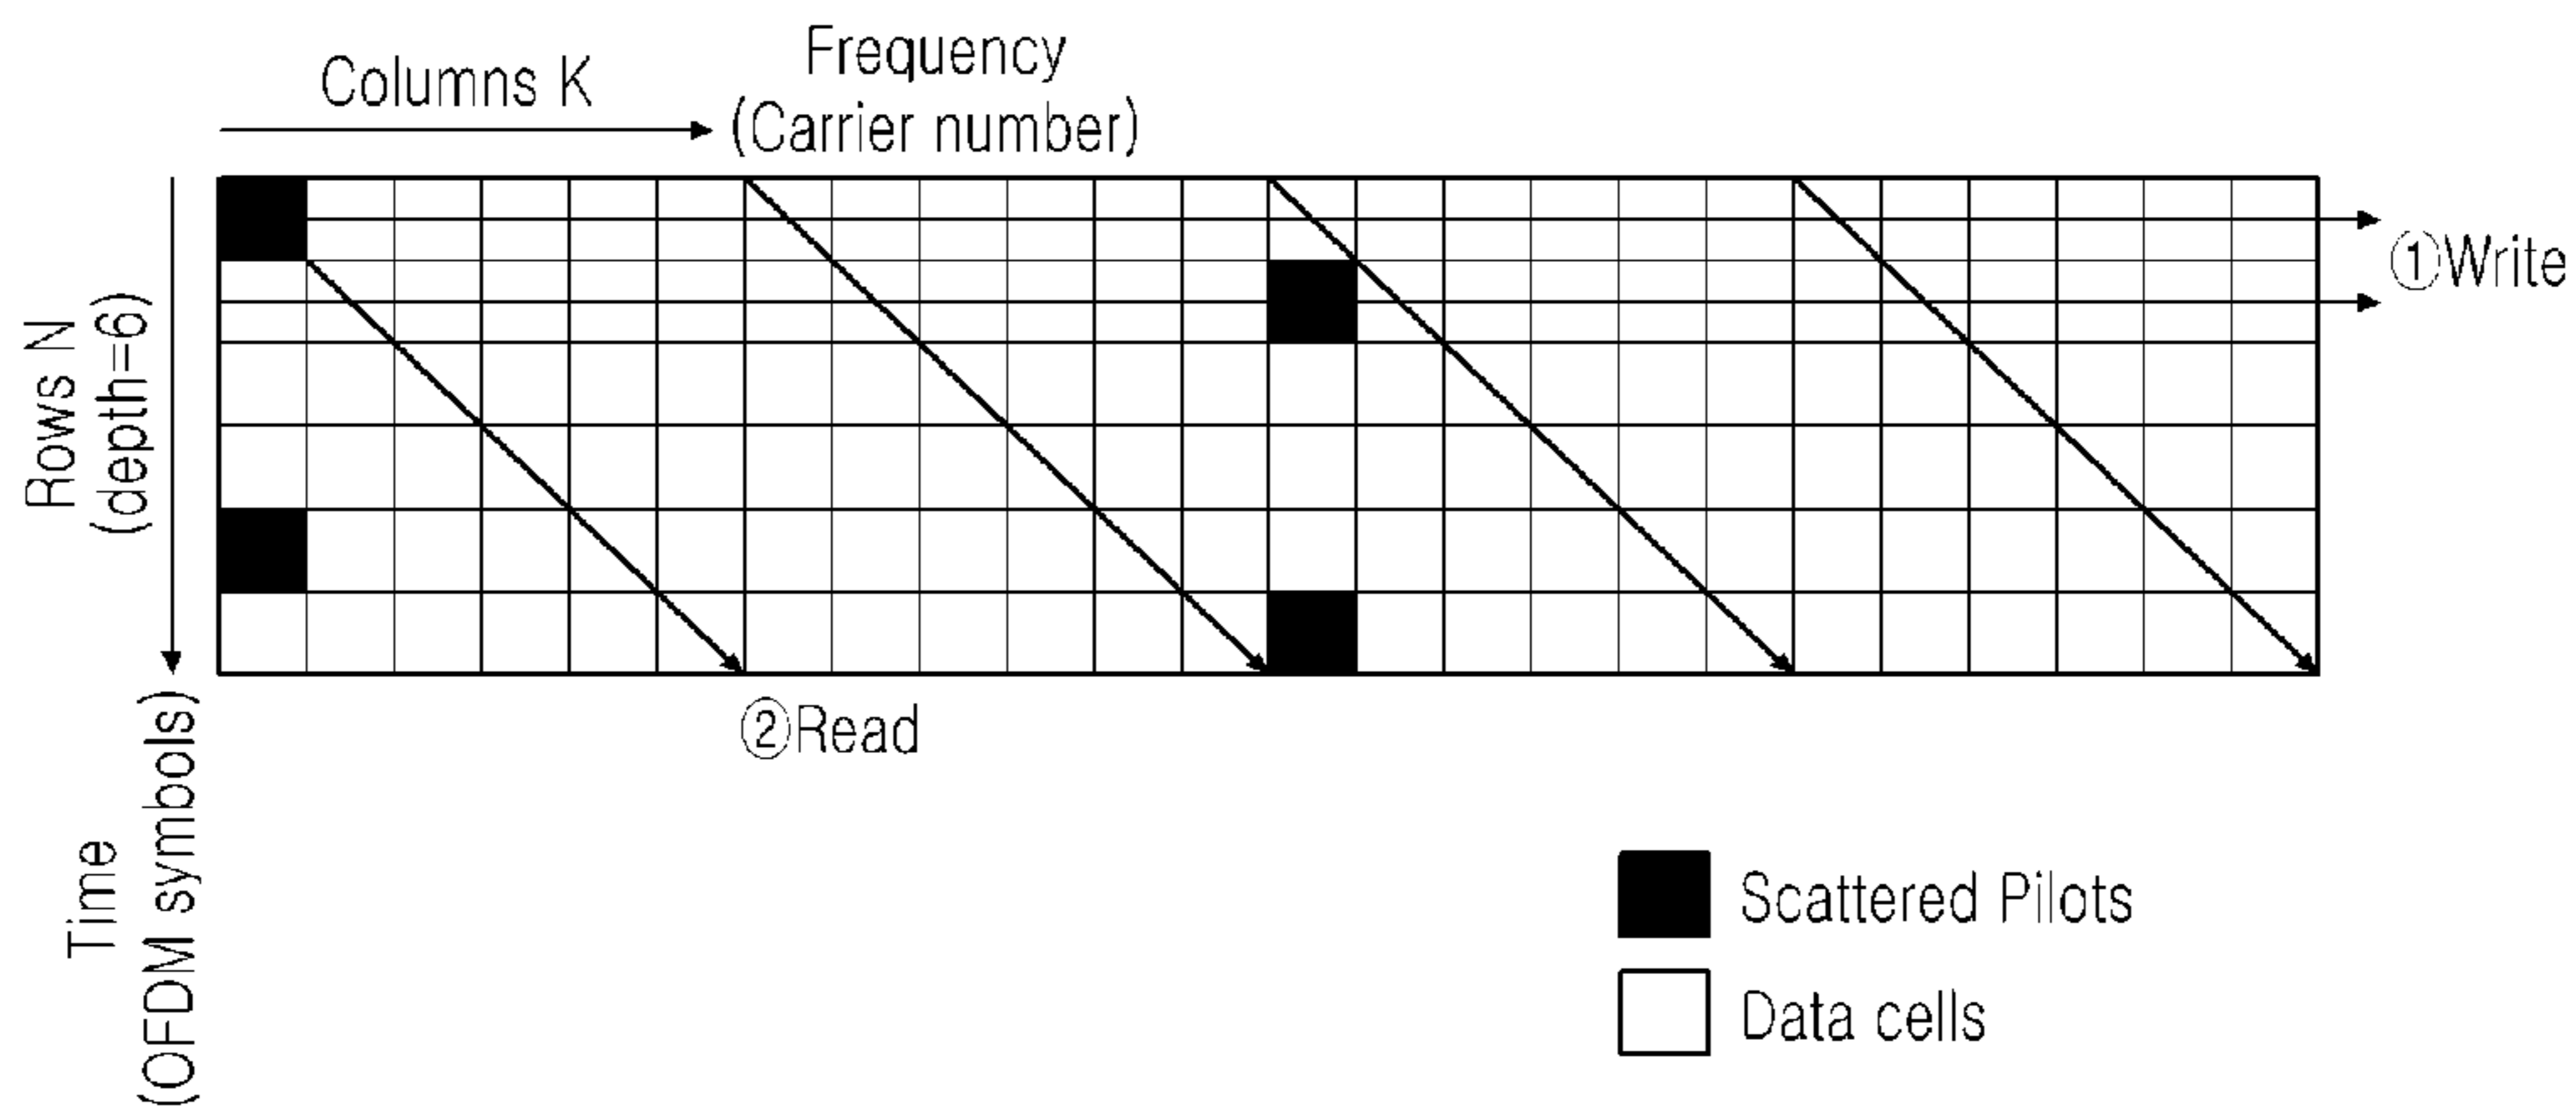 Columns K
Frequency
(Carrier number)
①Write
Rows N
(depth=6)
②Read
Time
(OFDM symbols)
Scattered Pilots
Data cells